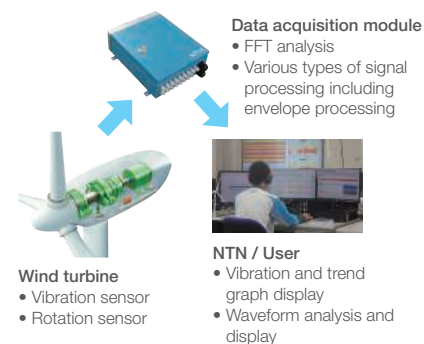 Data acquisition module
• FFT analysis
• Various types of signal
processing including
envelope processing
Wind turbine
• Vibration sensor
• Rotation sensor
NTN / User
• Vibration and trend
graph display
• Waveform analysis and
display